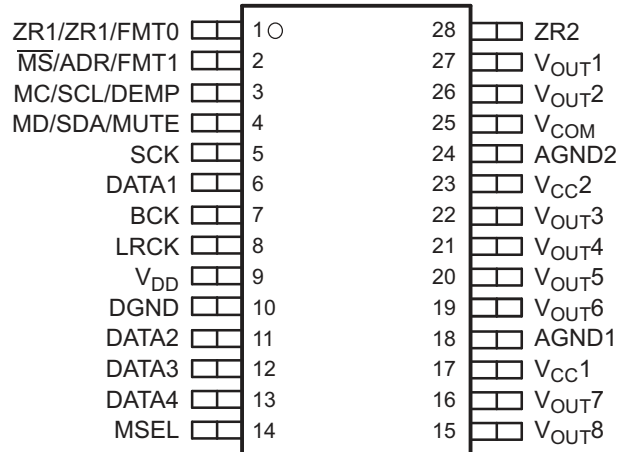 ZR1/ZR1/FMT0 1 28 ZR2
MS/ADR/FMT1 2 27 VOUT1
MC/SCL/DEMP 3 26 VOUT2
MD/SDA/MUTE 4 25 VCOM
SCK 5 24 AGND2
DATA1 6 23 VCC2
BCK 7 22 VOUT3
LRCK 8 21 VOUT4
VDD 9 20 VOUT5
DGND 10 19 VOUT6
DATA2 11 18 AGND1
DATA3 12 17 VCC1
DATA4 13 16 VOUT7
MSEL 14 15 VOUT8